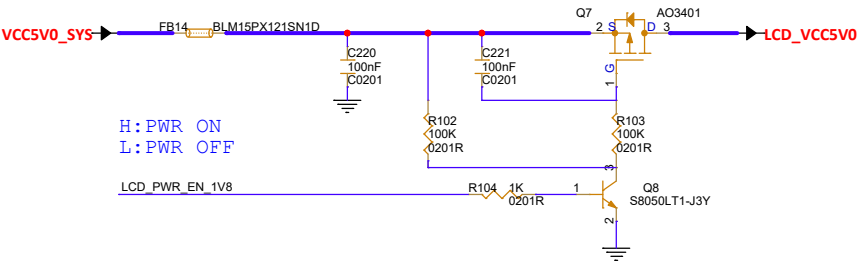 Q7 AO3401
FB14 BLM15PX121SN1D 2 S D 3
VCC5V0_SYS LCD_VCC5V0
C220 C221
100nF 100nF
C0201 C0201
G
1
H:PWR ON
L:PWR OFF
R102 R103
100K 100K
0201R 0201R
3
LCD_PWR_EN_1V8 R104 1K 1 Q8
0201R S8050LT1-J3Y
2